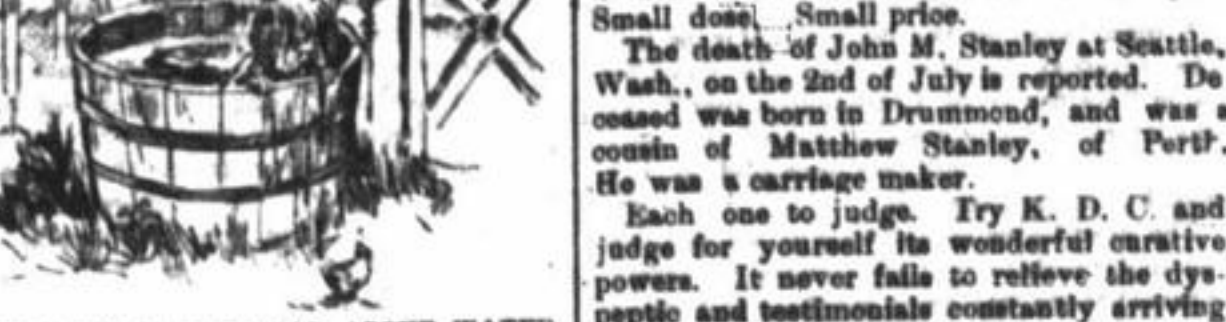 Small dose. Small price.
The death of John M. Stanley at Seattle,
Wash., on the 2nd of July is reported. De
ceased was born in Drummond, and was a
cousin of Matthew Stanley, of Perth.
He was a carriage maker.
Each one to judge. Try K. D. C. and
judge for yourself its wonderful curative
powers. It never fails to relieve the dys-
peptic and testimonials constantly arriving